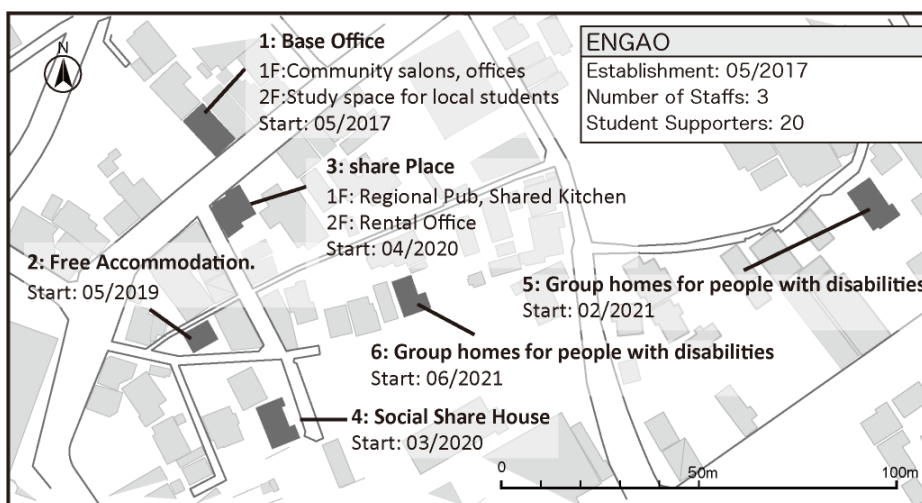 N
1: Base Office
1F:Community salons, offices
2F:Study space for local students
Start: 05/2017
ENGAO
Establishment: 05/2017
Number of Staffs: 3
Student Supporters: 20
3: share Place
1F: Regional Pub, Shared Kitchen
2F: Rental Office
Start: 04/2020
2: Free Accommodation.
Start: 05/2019
5: Group homes for people with disabilities
Start: 02/2021
6: Group homes for people with disabilities
Start: 06/2021
4: Social Share House
Start: 03/2020
0 50m 100m